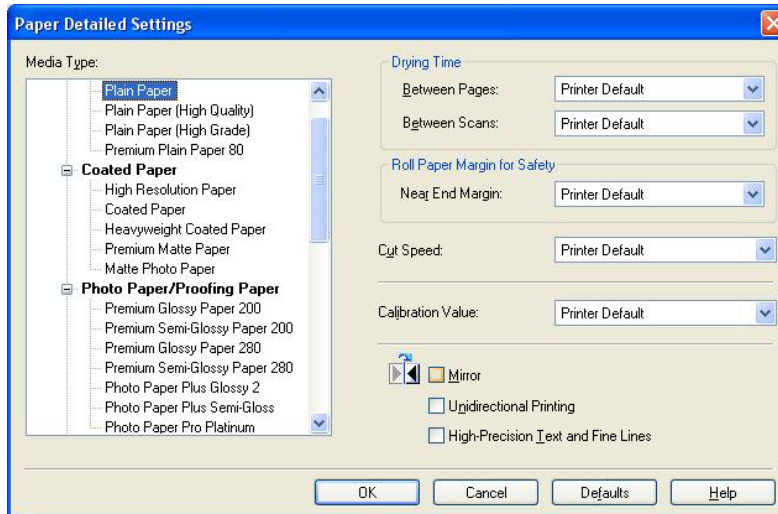 Paper Detailed Settings
Media Type:
Plain Paper
Plain Paper (High Quality)
Plain Paper (High Grade)
Premium Plain Paper 80
Coated Paper
High Resolution Paper
Coated Paper
Heavyweight Coated Paper
Premium Matte Paper
Matte Photo Paper
Photo Paper/Proofing Paper
Premium Glossy Paper 200
Premium Semi-Glossy Paper 200
Premium Glossy Paper 280
Premium Semi-Glossy Paper 280
Photo Paper Plus Glossy 2
Photo Paper Plus Semi-Gloss
Photo Paper Pro Platinum
Drying Time
Between Pages: Printer Default
Between Scans: Printer Default
Roll Paper Margin for Safety
Near End Margin: Printer Default
Cut Speed: Printer Default
Calibration Value: Printer Default
Mirror
Unidirectional Printing
High-Precision Text and Fine Lines
OK Cancel Defaults Help